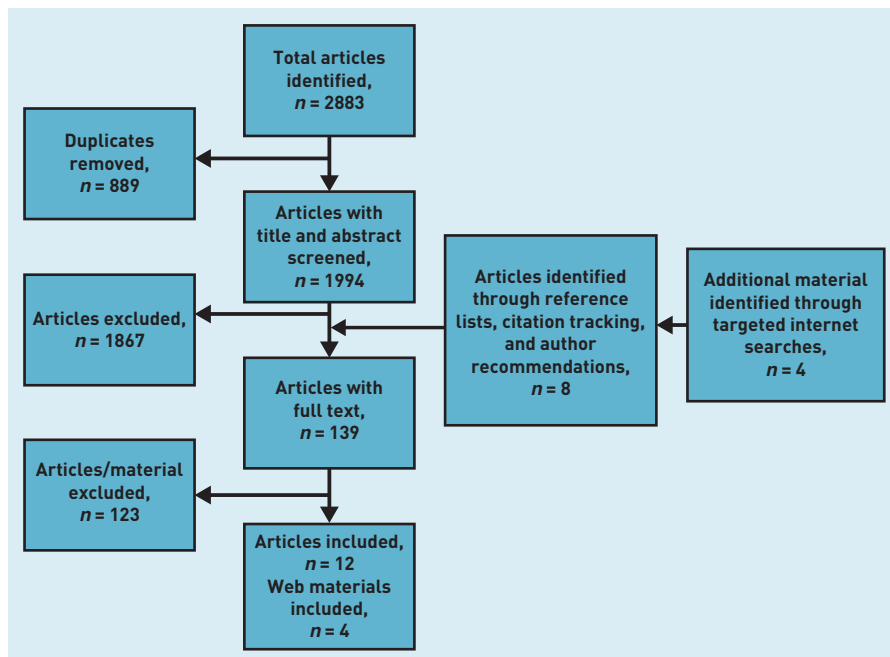 Total articles
identified,
n = 2883
Duplicates
removed,
n = 889
Articles with
title and abstract
screened,
n = 1994
Articles identified
through reference
lists, citation tracking,
and author
recommendations,
n = 8
Additional material
identified through
targeted internet
searches,
n = 4
Articles excluded,
n = 1867
Articles with
full text,
n = 139
Articles/material
excluded,
n = 123
Articles included,
n = 12
Web materials
included,
n = 4